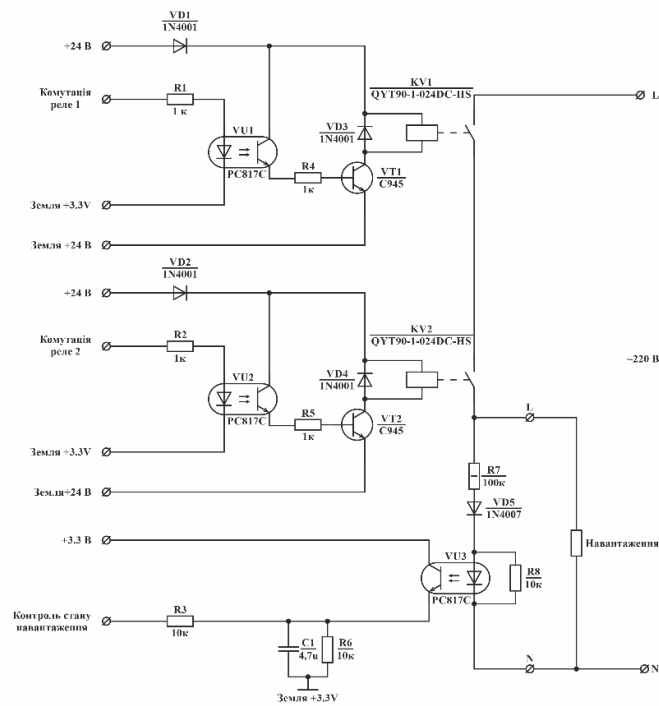 VD1
1N4001
+24 В
Комутація
реле 1
R1
1к
VU1
PC817C
Земля +3,3V
Земля +24 В
R4
1к
VD3
1N4001
VT1
C945
KV1
QYT90-1-024DC-HS
L
VD2
1N4001
+24 В
Комутація
реле 2
R2
1к
VU2
PC817C
Земля +3.3V
Земля+24 В
R5
1к
VD4
1N4001
VT2
C945
KV2
QYT90-1-024DC-HS
~220 В
L
R7
100к
VD5
1N4007
Навантаження
+3.3 В
VU3
PC817C
R8
10к
Контроль стану
навантаження
R3
10к
C1
4,7u
R6
10к
Земля +3,3V
N
N